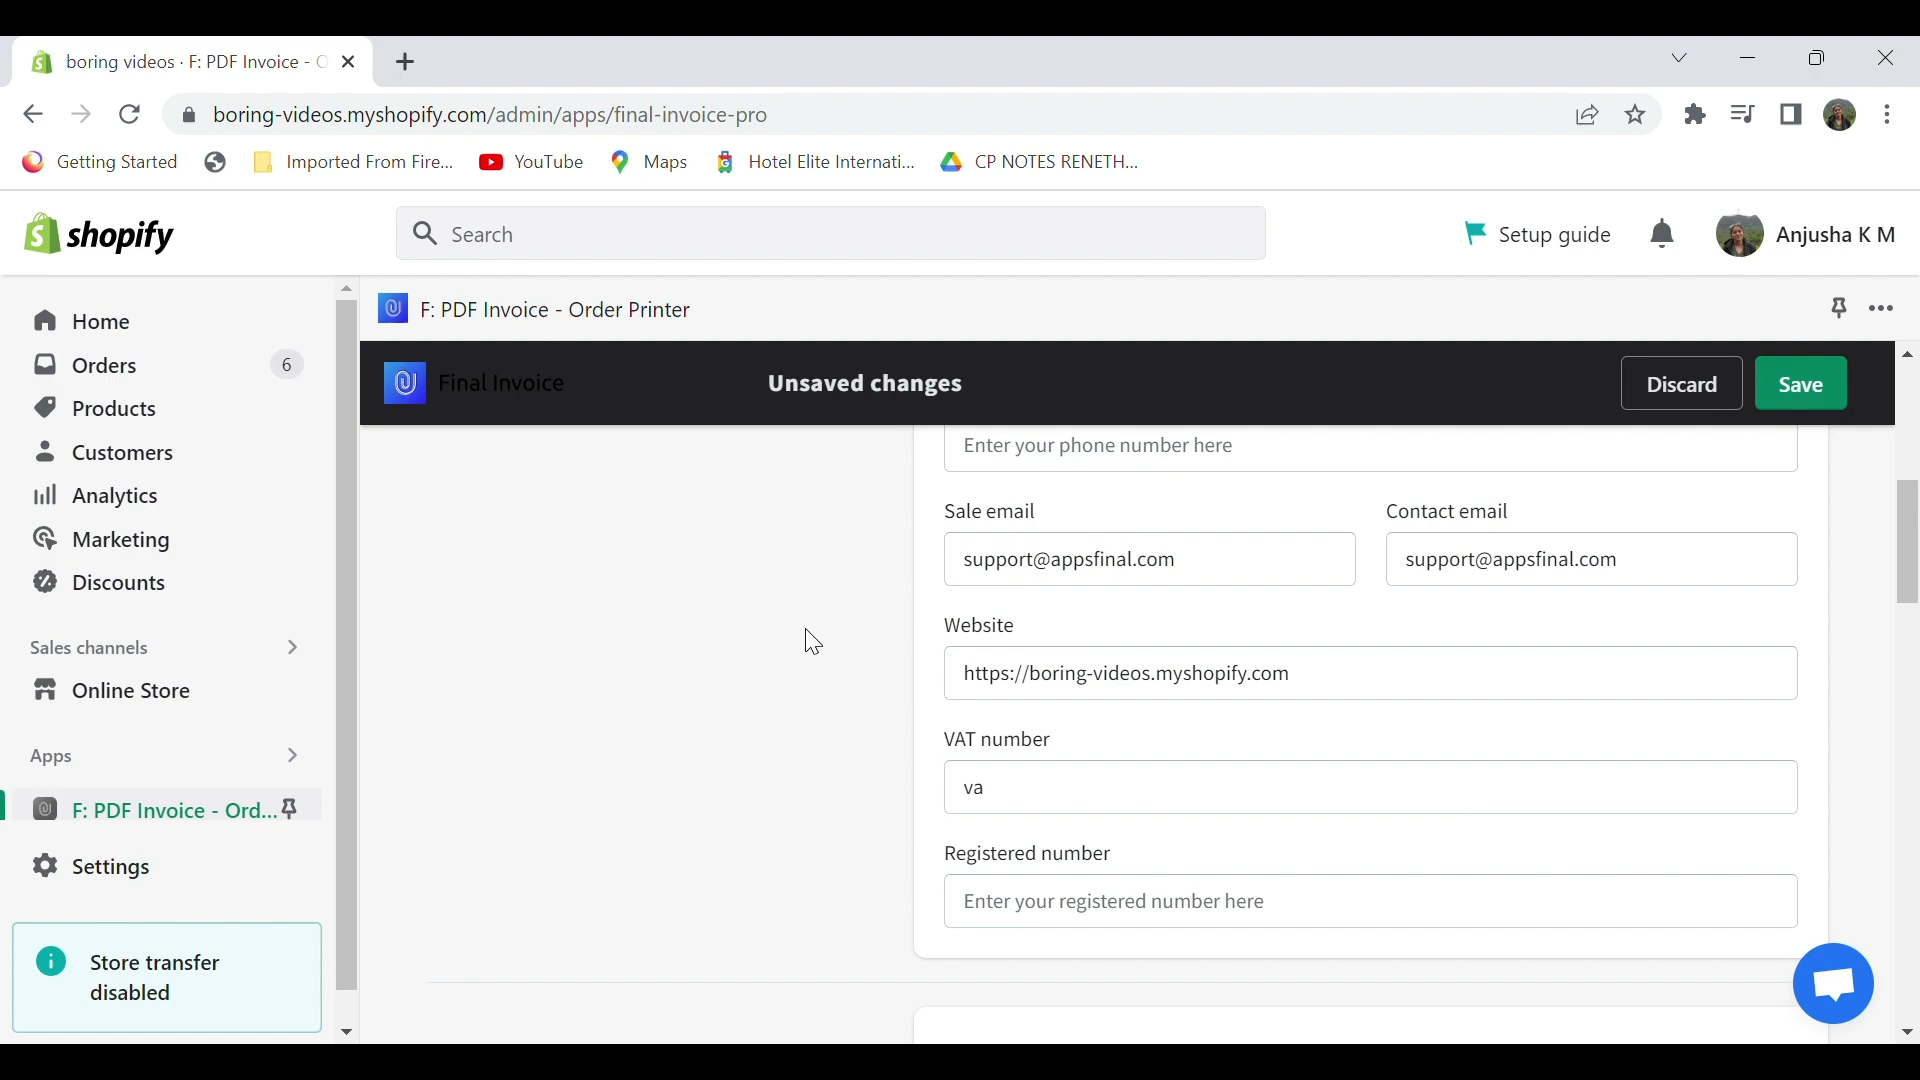 boring videos · F: PDF Invoice - O
boring-videos.myshopify.com/admin/apps/final-invoice-pro
Getting Started
Imported From Fire...
YouTube
Maps
Hotel Elite Internati...
CP NOTES RENETH...
shopify
Search
Setup guide
Anjusha K M
Home
Orders
6
Products
Customers
Analytics
Marketing
Discounts
Sales channels
Online Store
Apps
F: PDF Invoice - Ord...
Settings
Store transfer
disabled
F: PDF Invoice - Order Printer
Final Invoice
Unsaved changes
Discard
Save
Enter your phone number here
Sale email
Contact email
support@appsfinal.com
support@appsfinal.com
Website
https://boring-videos.myshopify.com
VAT number
va
Registered number
Enter your registered number here